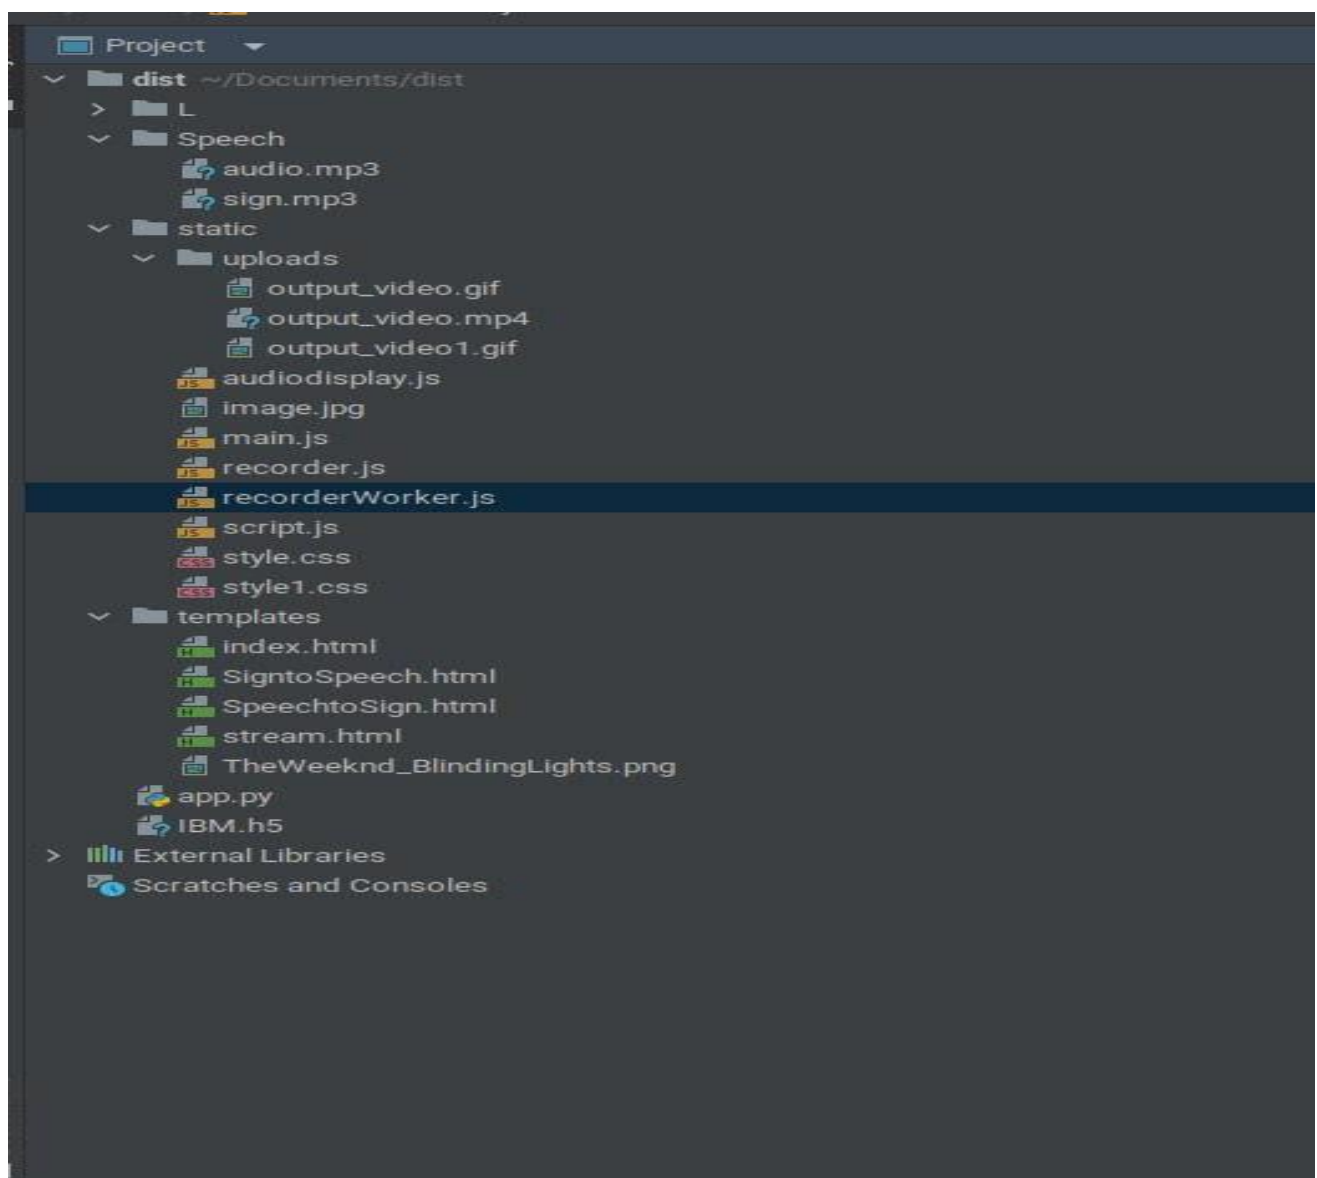 Project
dist ~/Documents/dist
L
Speech
audio.mp3
sign.mp3
static
uploads
output_video.gif
output_video.mp4
output_video1.gif
audiodisplay.js
image.jpg
main.js
recorder.js
recorderWorker.js
script.js
style.css
style1.css
templates
index.html
SigntoSpeech.html
SpeechtoSign.html
stream.html
TheWeeknd_BlindingLights.png
app.py
IBM.h5
External Libraries
Scratches and Consoles